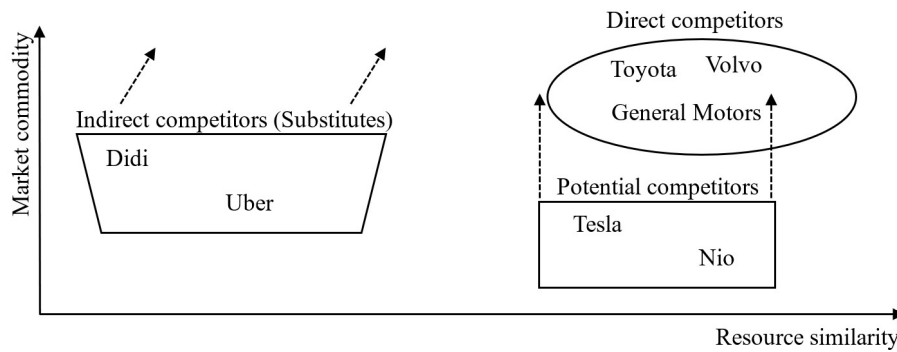 Direct competitors
Toyota Volvo
General Motors
Market commodity
Indirect competitors (Substitutes)
Didi
Uber
Potential competitors
Tesla
Nio
Resource similarity